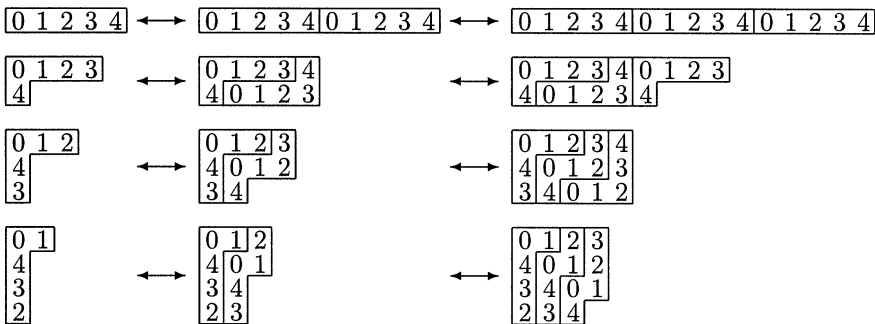 0 1 2 3 4 ⟷ 0 1 2 3 4 0 1 2 3 4 ⟷ 0 1 2 3 4 0 1 2 3 4 0 1 2 3 4
0 1 2 3 0 1 2 3 4 0 1 2 3 4 0 1 2 3
4 ⟷ 4 0 1 2 3 ⟷ 4 0 1 2 3 4
0 1 2 0 1 2 3 0 1 2 3 4
4 ⟷ 4 0 1 2 ⟷ 4 0 1 2 3
3 3 4 3 4 0 1 2
0 1 0 1 2 0 1 2 3
4 4 0 1 4 0 1 2
3 ⟷ 3 4 ⟷ 3 4 0 1
2 2 3 2 3 4